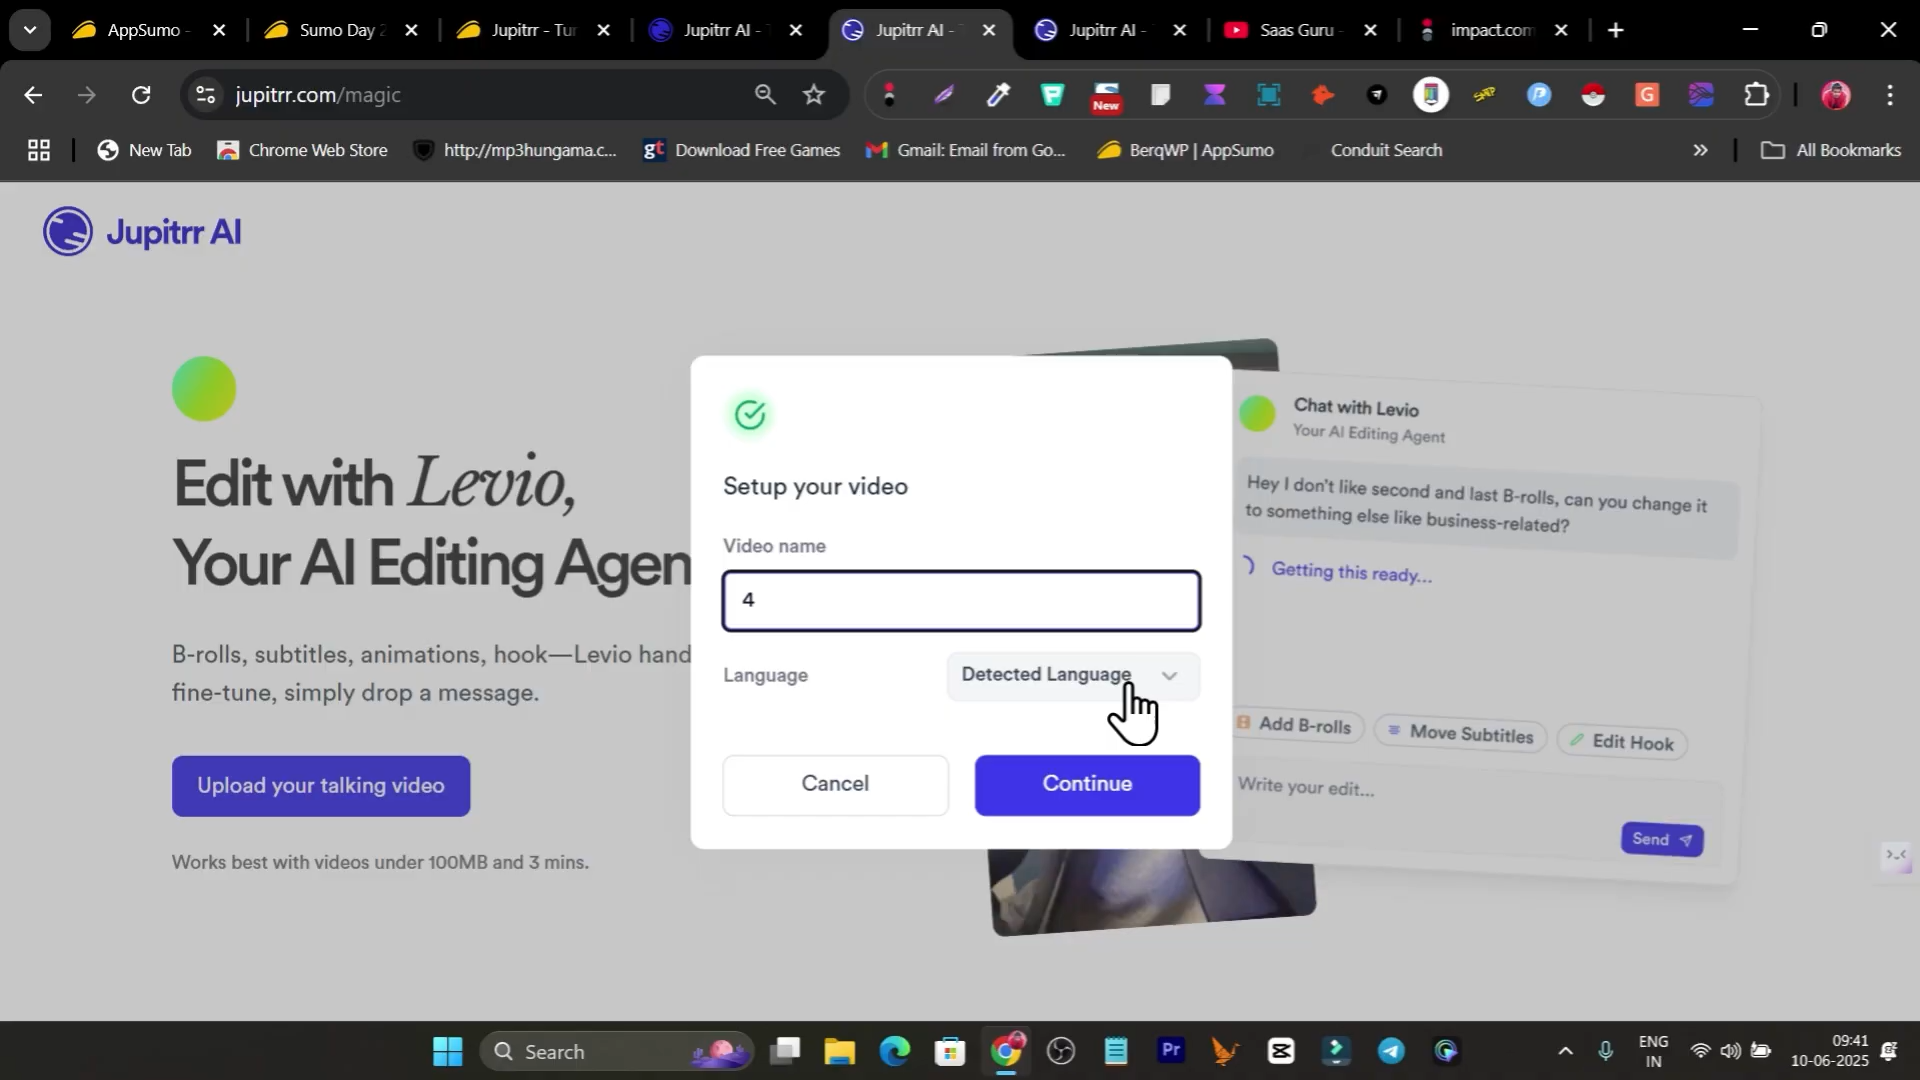 AppSumo -
Sumo Day 2
Jupitrr - Tur
Jupitrr AI -
Jupitrr AI -
Jupitrr AI -
Saas Guru -
impact.com
jupitrr.com/magic
New
New Tab
Chrome Web Store
http://mp3hungama.c...
gt
Download Free Games
Gmail: Email from Go...
BerqWP | AppSumo
Conduit Search
All Bookmarks
Jupitrr AI
Edit with Levio,
Your AI Editing Agen
B-rolls, subtitles, animations, hook—Levio hand
fine-tune, simply drop a message.
Upload your talking video
Works best with videos under 100MB and 3 mins.
Setup your video
Video name
4
Language
Detected Language
Cancel
Continue
Chat with Levio
Your AI Editing Agent
Hey I don't like second and last B-rolls, can you change it
to something else like business-related?
Getting this ready...
Add B-rolls
Move Subtitles
Edit Hook
Write your edit...
Send
Search
Pr
ENG
IN
09:41
10-06-2025